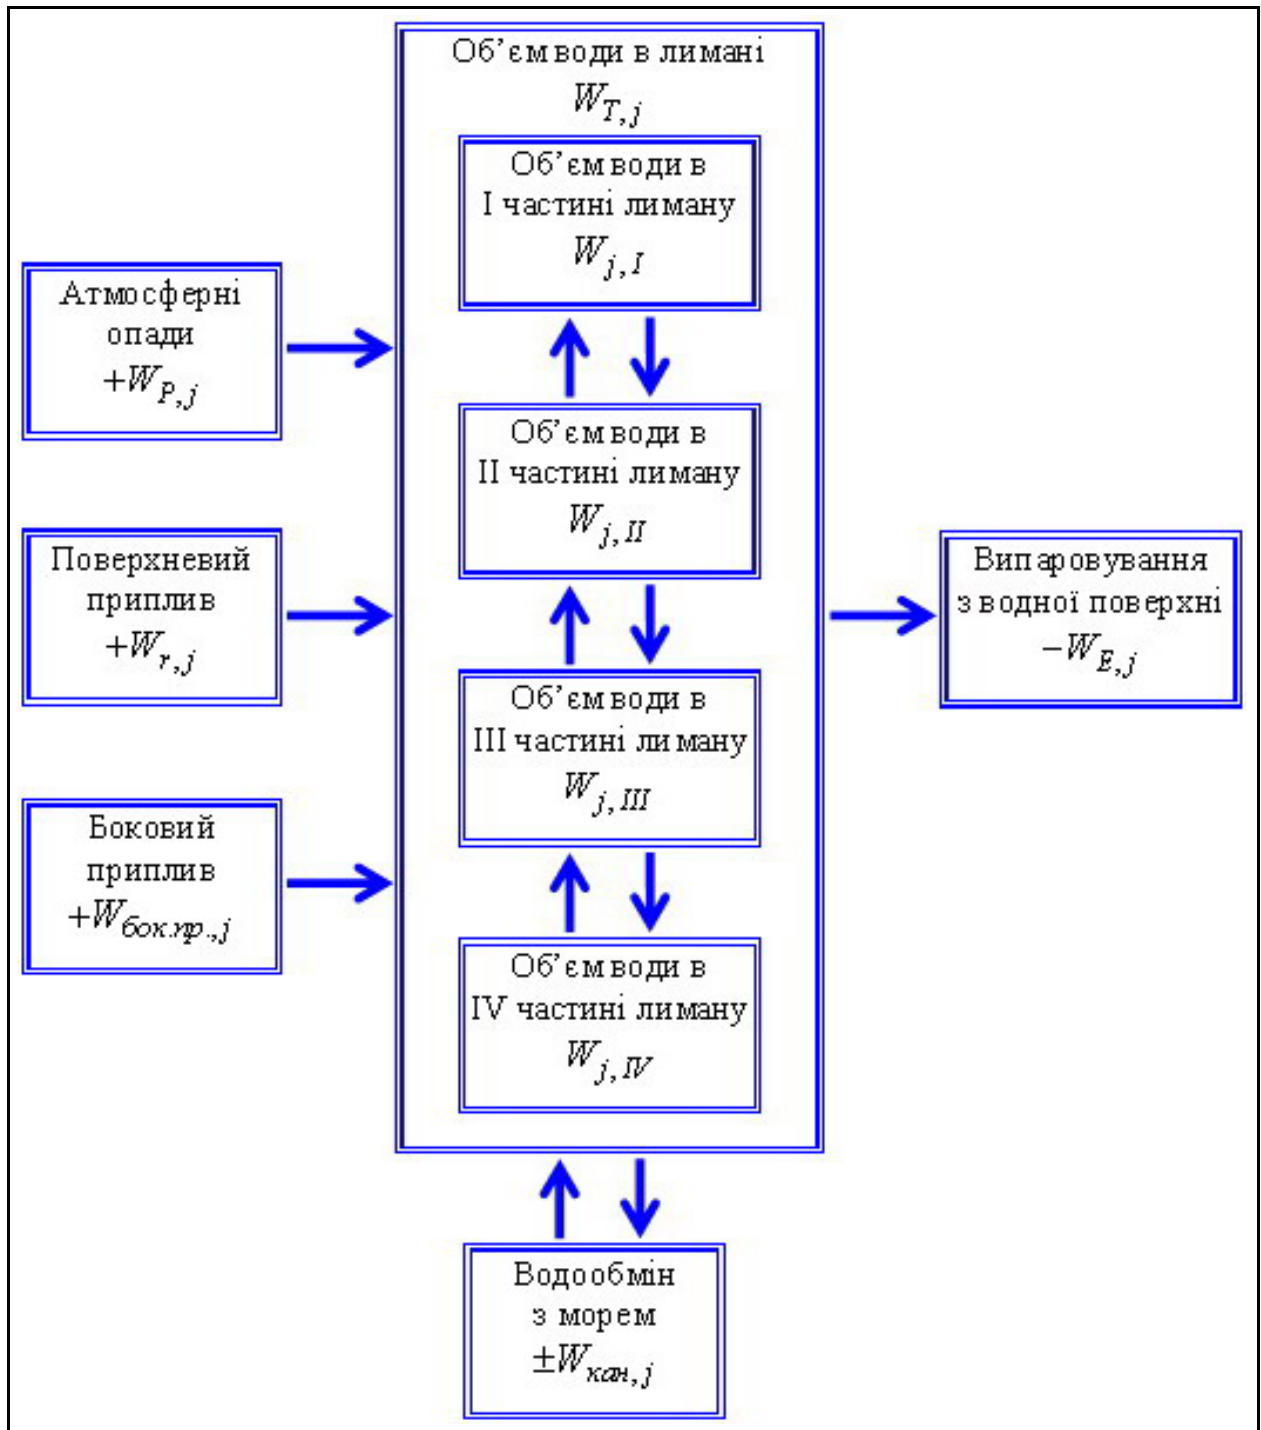 Об’єм води в лимані
W_{T,j}
Об’єм води в
I частині лиману
W_{j,I}
Атмосферні
опади
+W_{P,j}
Об’єм води в
II частині лиману
W_{j,II}
Поверхневий
приплив
+W_{r,j}
Випаровування
з водної поверхні
−W_{E,j}
Об’єм води в
III частині лиману
W_{j,III}
Боковий
приплив
+W_{бок.пр.,j}
Об’єм води в
IV частині лиману
W_{j,IV}
Водообмін
з морем
±W_{кан,j}